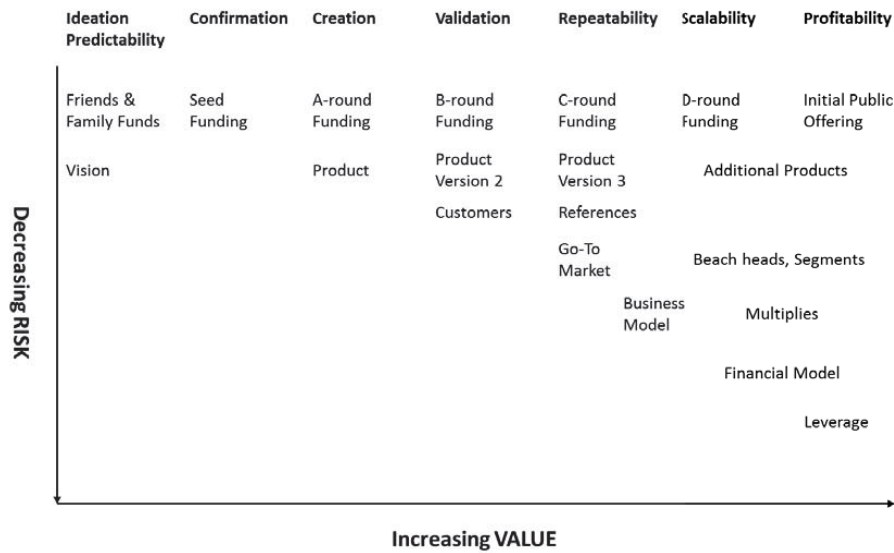 Ideation Predictability
Confirmation
Creation
Validation
Repeatability
Scalability
Profitability
Friends & Family Funds
Seed Funding
A-round Funding
B-round Funding
C-round Funding
D-round Funding
Initial Public Offering
Vision
Product
Product Version 2
Product Version 3
Additional Products
Customers
References
Go-To Market
Beach heads, Segments
Business Model
Multiplies
Financial Model
Leverage
Decreasing RISK
Increasing VALUE